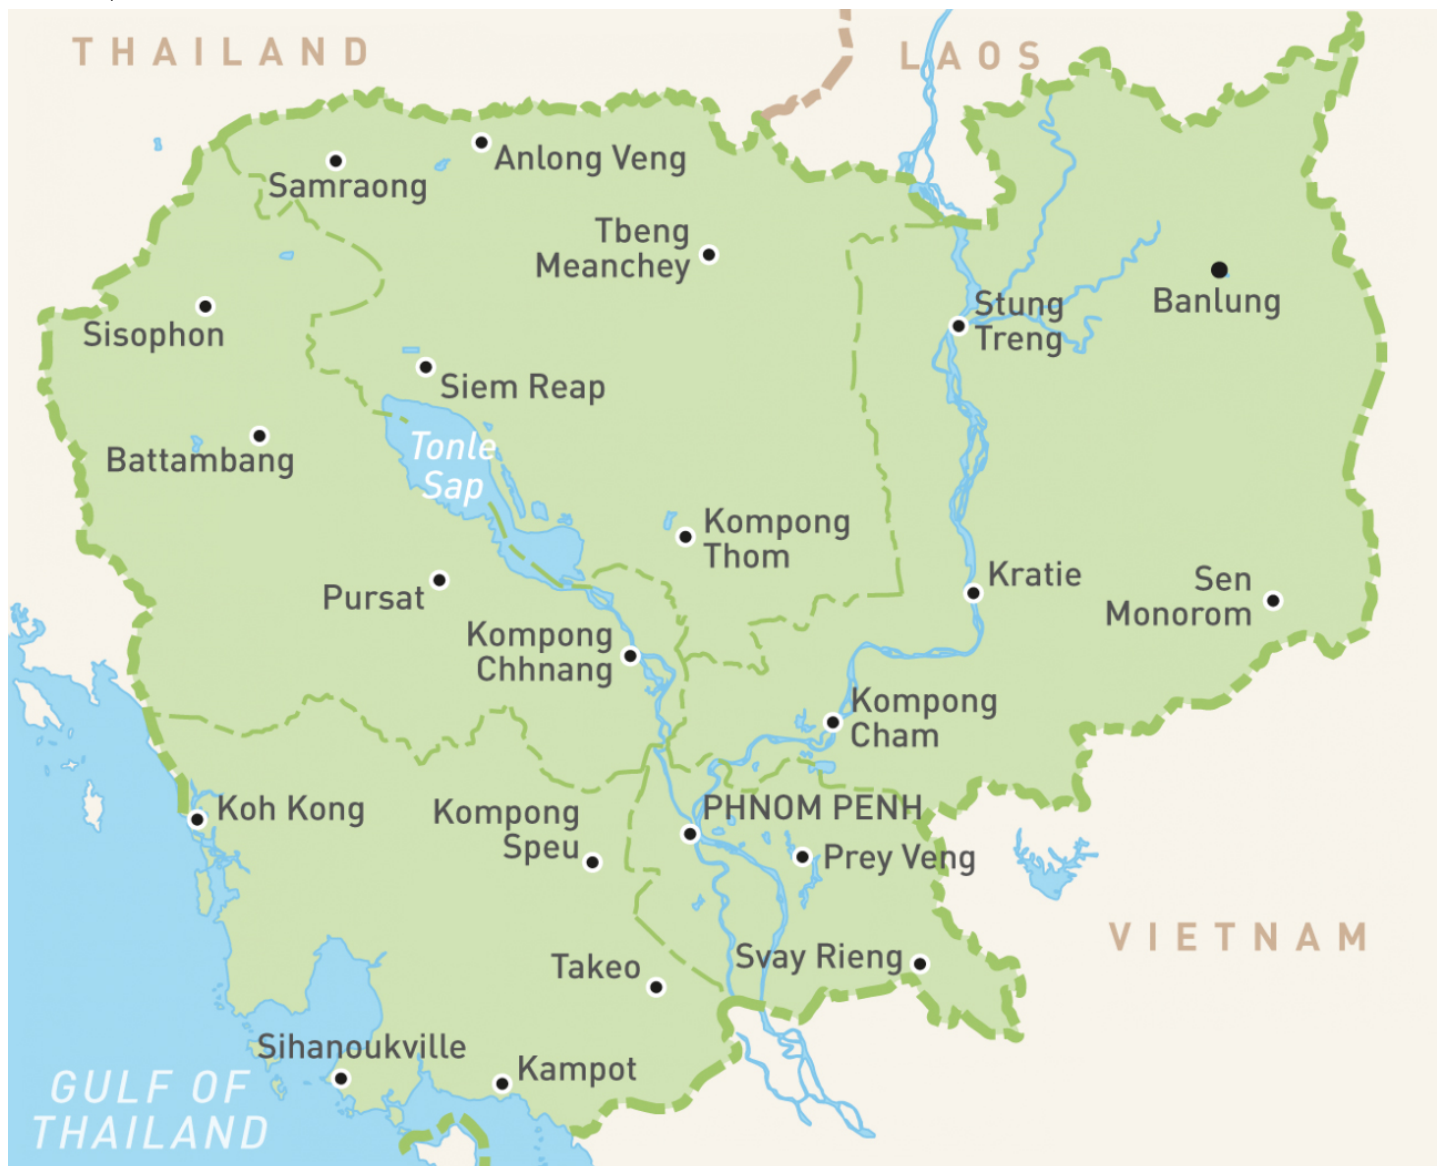 THAILAND
LAOS
Anlong Veng
Samraong
Tbeng
Meanchey
Banlung
Stung
Treng
Sisophon
Siem Reap
Battambang
Tonle
Sap
Kompong
Thom
Kratie
Sen
Monorom
Pursat
Kompong
Chhnang
Kompong
Cham
Koh Kong
Kompong
Speu
PHNOM PENH
Prey Veng
VIETNAM
Svay Rieng
Takeo
Sihanoukville
Kampot
GULF OF
THAILAND